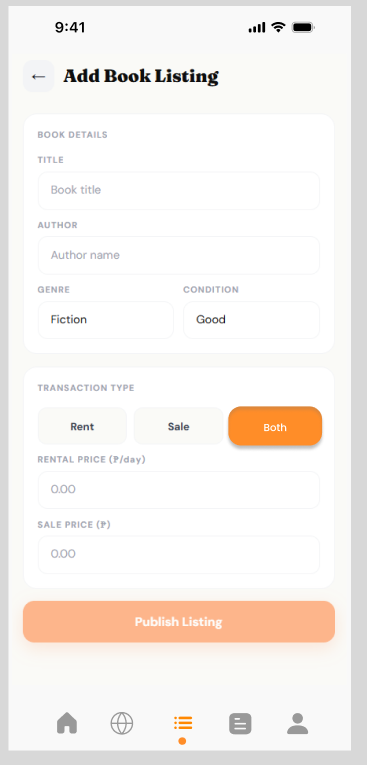 9:41
← Add Book Listing
BOOK DETAILS
TITLE
Book title
AUTHOR
Author name
GENRE CONDITION
Fiction Good
TRANSACTION TYPE
Rent Sale Both
RENTAL PRICE (₱/day)
0.00
SALE PRICE (₱)
0.00
Publish Listing